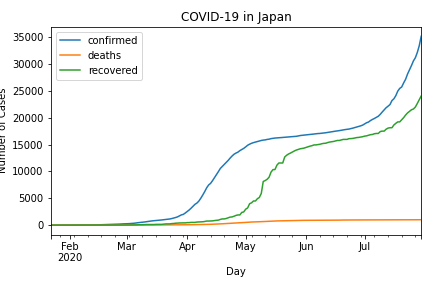 COVID-19 in Japan
confirmed
deaths
recovered
35000
30000
25000
20000
15000
10000
5000
0
Number of Cases
Feb Mar Apr May Jun Jul
2020
Day